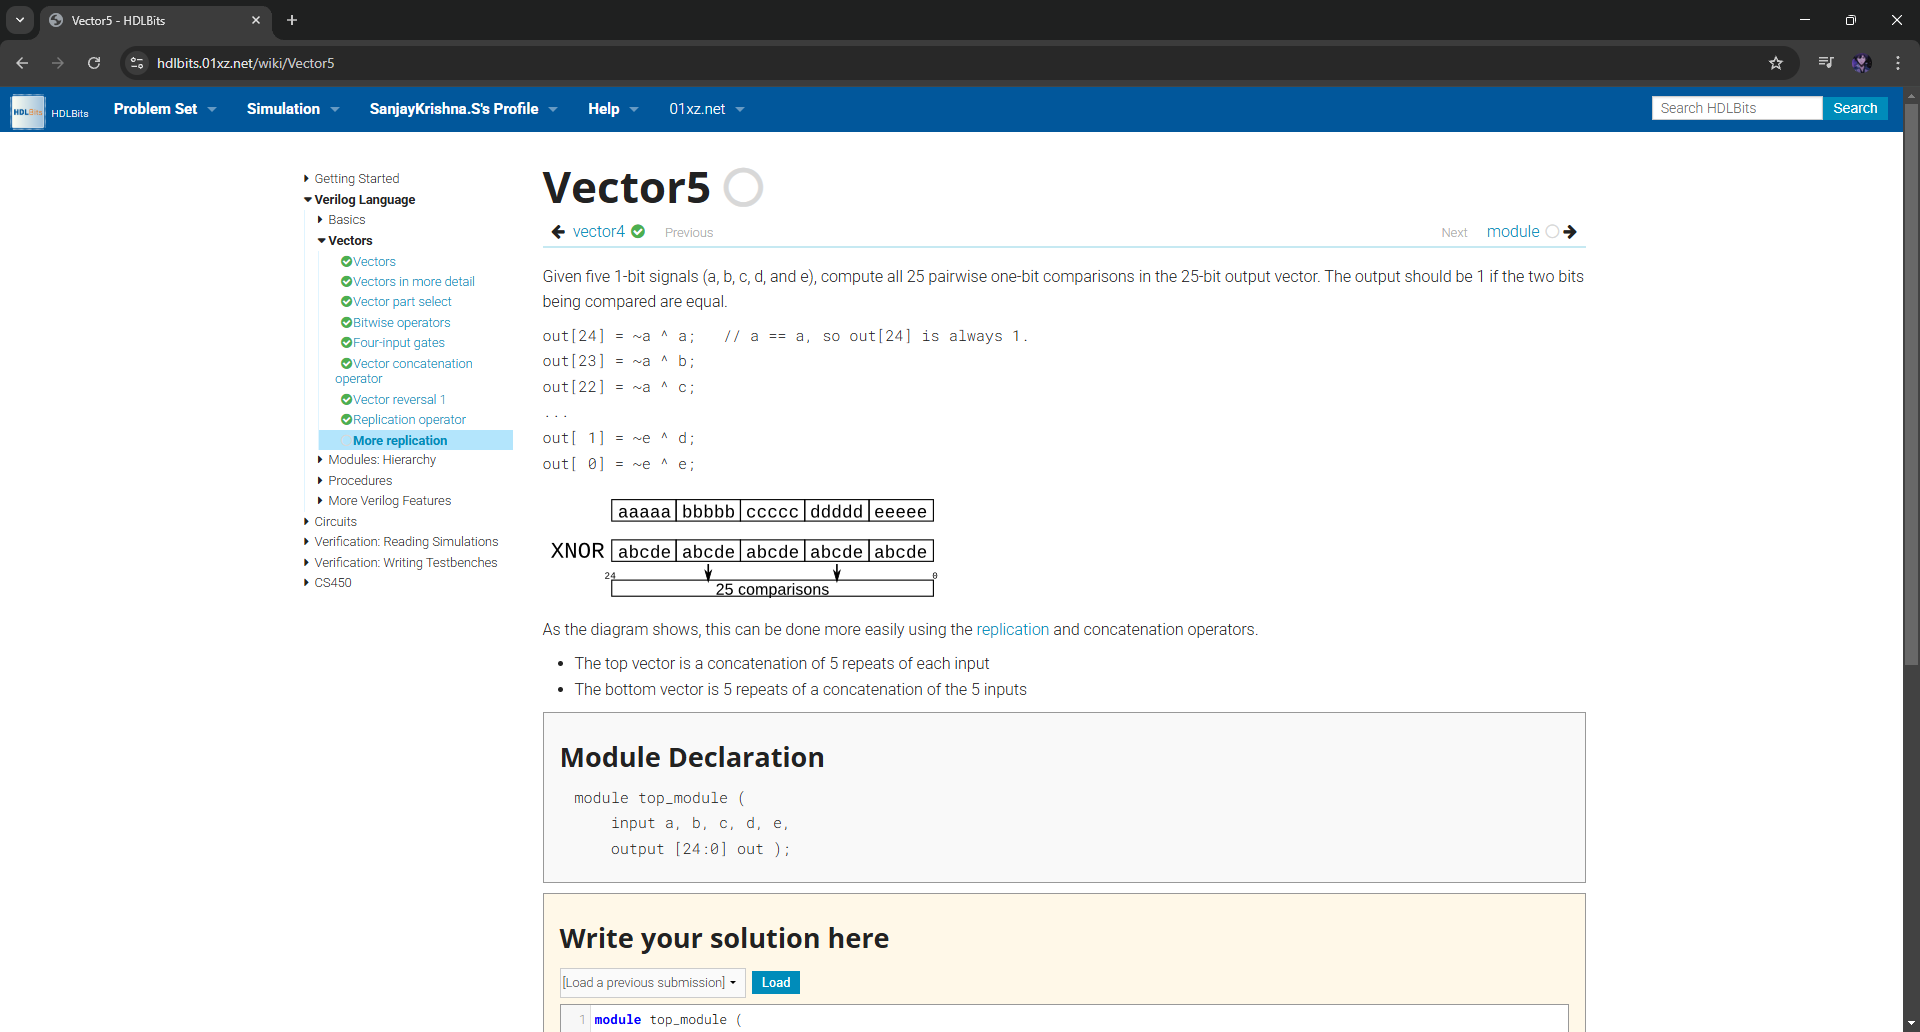 Vector5 - HDLBits
hdlbits.01xz.net/wiki/Vector5
HDLBits
HDLBits
Problem Set
Simulation
SanjayKrishna.S's Profile
Help
01xz.net
Search HDLBits
Search
Getting Started
Verilog Language
Basics
Vectors
Vectors
Vectors in more detail
Vector part select
Bitwise operators
Four-input gates
Vector concatenation
operator
Vector reversal 1
Replication operator
More replication
Modules: Hierarchy
Procedures
More Verilog Features
Circuits
Verification: Reading Simulations
Verification: Writing Testbenches
CS450
Vector5
vector4 Previous
Next module
Given five 1-bit signals (a, b, c, d, and e), compute all 25 pairwise one-bit comparisons in the 25-bit output vector. The output should be 1 if the two bits
being compared are equal.
out[24] = ~a ^ a;   // a == a, so out[24] is always 1.
out[23] = ~a ^ b;
out[22] = ~a ^ c;
...
out[ 1] = ~e ^ d;
out[ 0] = ~e ^ e;
aaaaa bbbbb ccccc ddddd eeeee
XNOR abcde abcde abcde abcde abcde
24 0
25 comparisons
As the diagram shows, this can be done more easily using the replication and concatenation operators.
• The top vector is a concatenation of 5 repeats of each input
• The bottom vector is 5 repeats of a concatenation of the 5 inputs
Module Declaration
module top_module (
    input a, b, c, d, e,
    output [24:0] out );
Write your solution here
[Load a previous submission] Load
1 module top_module (